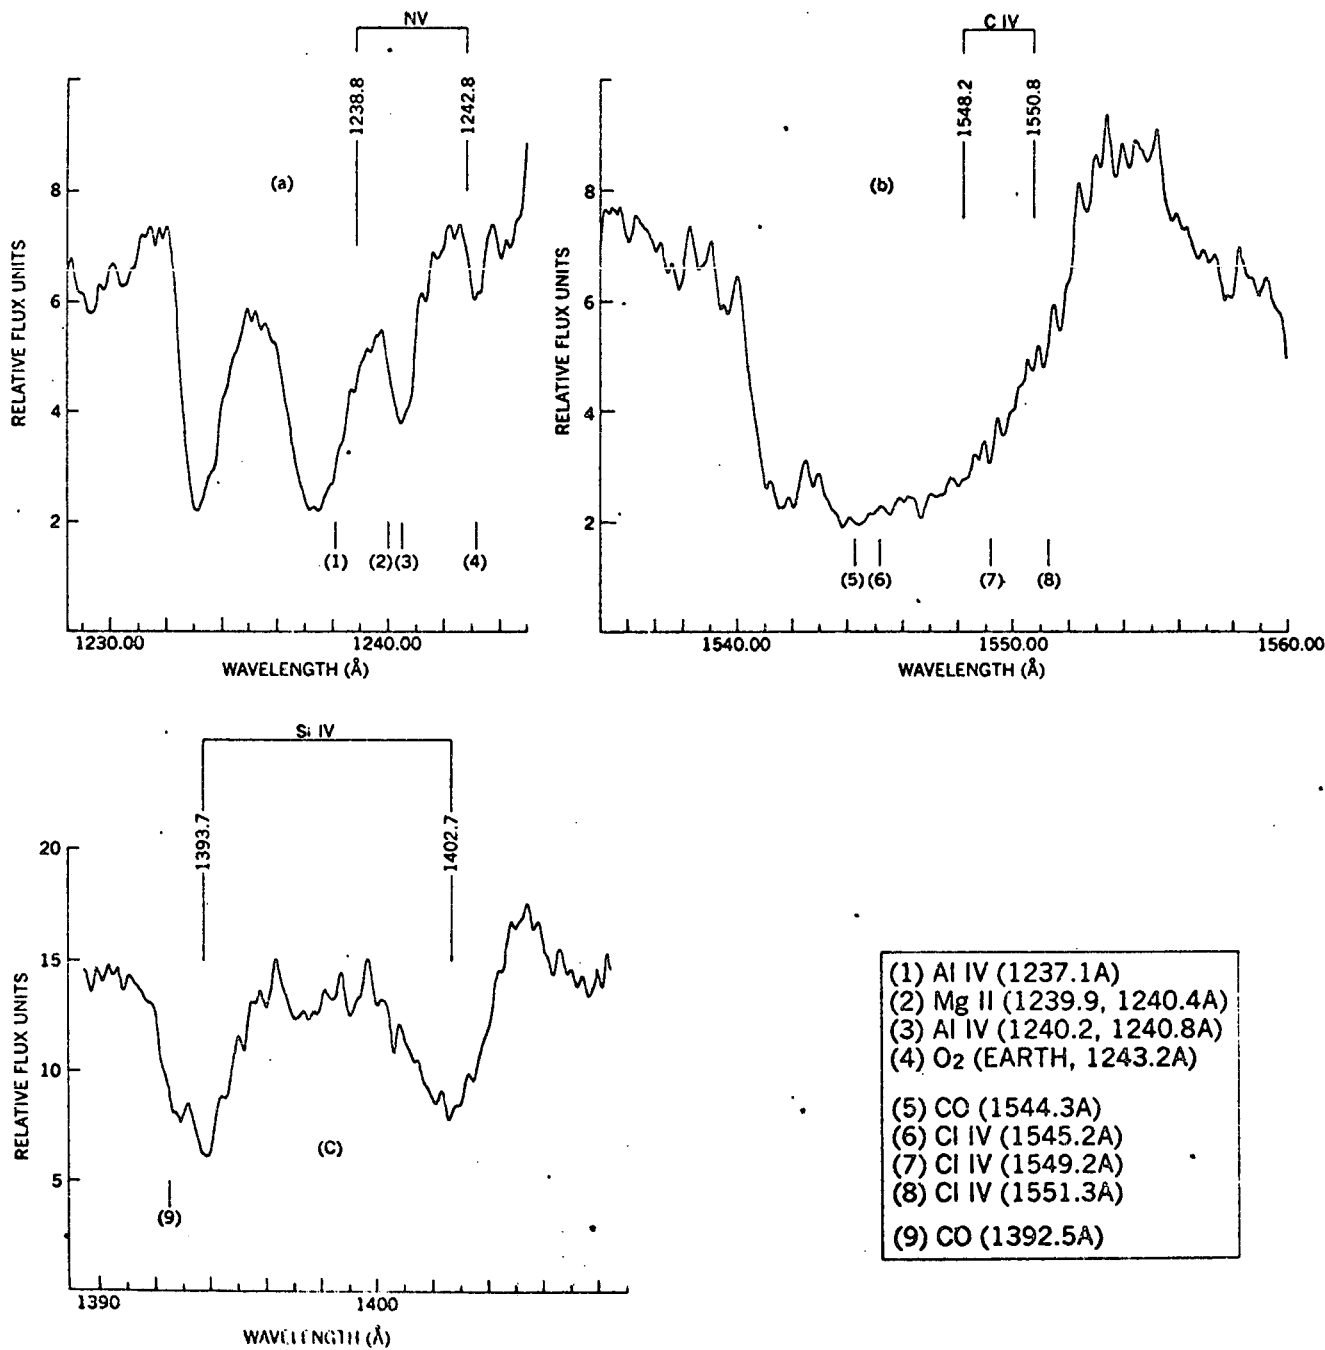 NV
1238.8
1242.8
(a)
8
6
4
2
RELATIVE FLUX UNITS
(1)
(2)
(3)
(4)
1230.00
1240.00
WAVELENGTH (Å)
C IV
1548.2
1550.8
(b)
8
6
4
2
RELATIVE FLUX UNITS
(5)
(6)
(7)
(8)
1540.00
1550.00
1560.00
WAVELENGTH (Å)
Si IV
1393.7
1402.7
20
15
10
5
RELATIVE FLUX UNITS
(C)
(9)
1390
1400
WAVELENGTH (Å)
(1) Al IV (1237.1A)
(2) Mg II (1239.9, 1240.4A)
(3) Al IV (1240.2, 1240.8A)
(4) O2 (EARTH, 1243.2A)
(5) CO (1544.3A)
(6) Cl IV (1545.2A)
(7) Cl IV (1549.2A)
(8) Cl IV (1551.3A)
(9) CO (1392.5A)